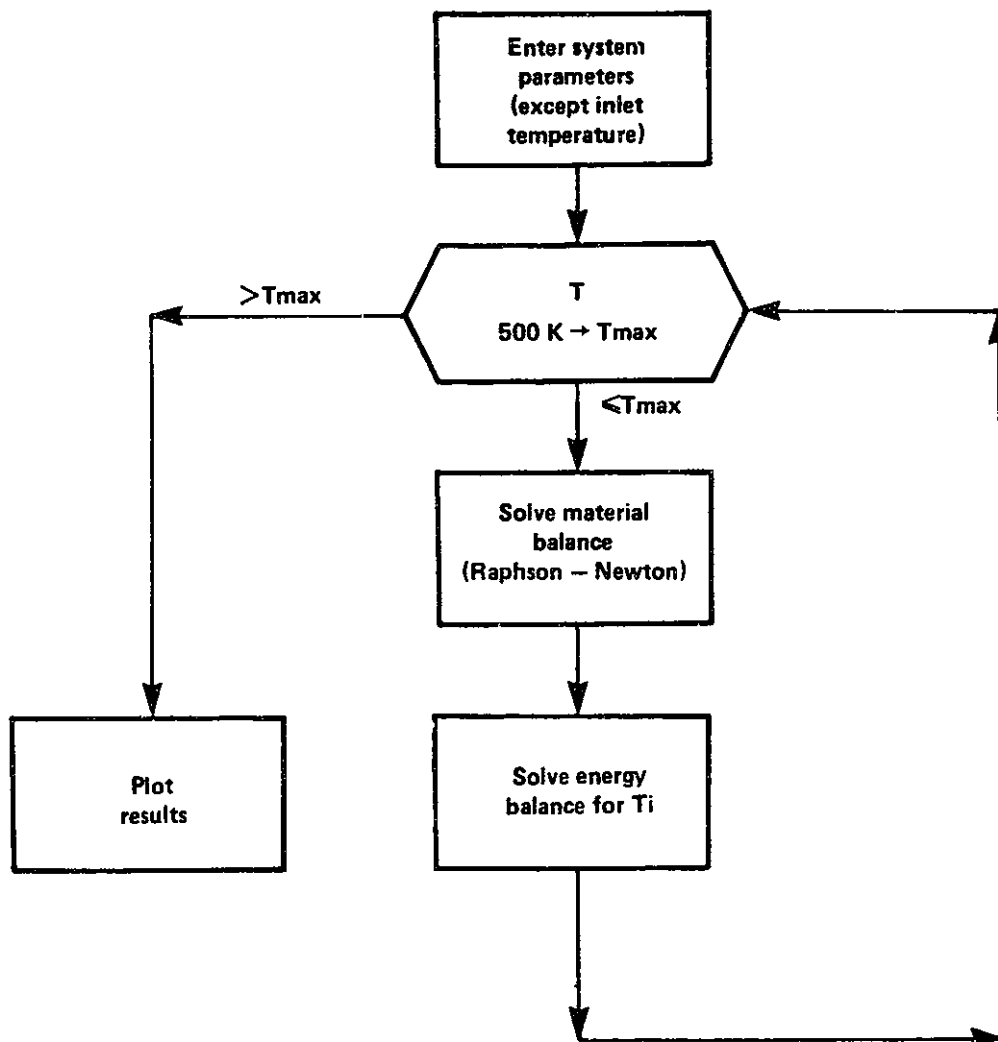 Enter system
parameters
(except inlet
temperature)
>Tmax
T
500 K → Tmax
⩽Tmax
Solve material
balance
(Raphson — Newton)
Plot
results
Solve energy
balance for Ti